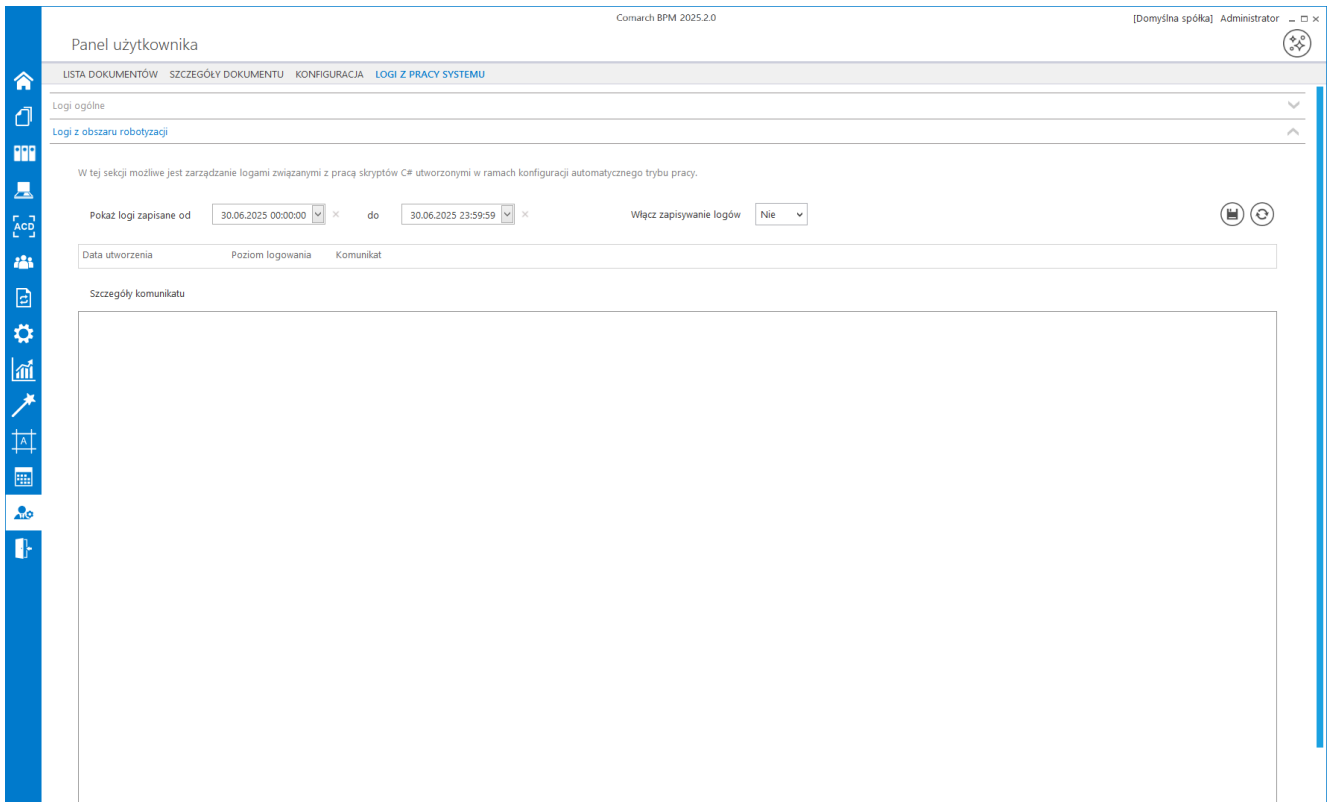 Comarch BPM 2025.2.0
[Domyślna spółka] Administrator
Panel użytkownika
LISTA DOKUMENTÓW SZCZEGÓŁY DOKUMENTU KONFIGURACJA LOGI Z PRACY SYSTEMU
Logi ogólne
Logi z obszaru robotyzacji
W tej sekcji możliwe jest zarządzanie logami związanymi z pracą skryptów C# utworzonymi w ramach konfiguracji automatycznego trybu pracy.
Pokaż logi zapisane od 30.06.2025 00:00:00 do 30.06.2025 23:59:59 Włącz zapisywanie logów Nie
ACD
Data utworzenia Poziom logowania Komunikat
Szczegóły komunikatu
A